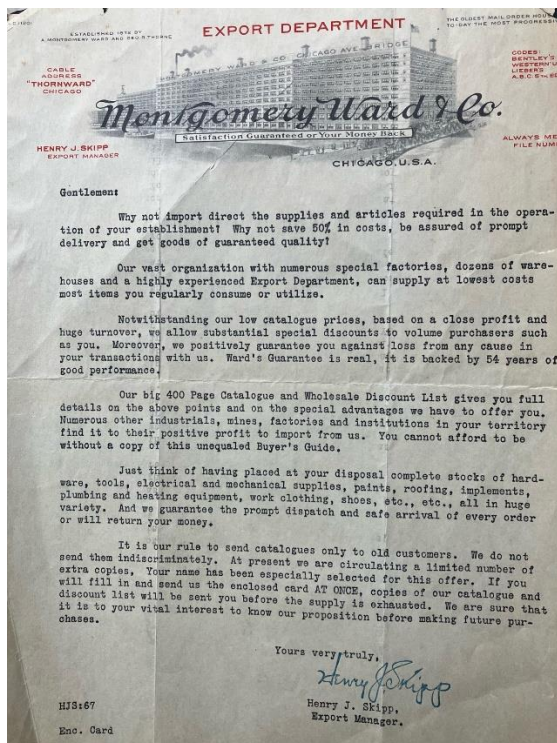 EXPORT DEPARTMENT
ESTABLISHED 1872 BY
A. MONTGOMERY WARD AND GEO. R. THORNE
THE OLDEST MAIL ORDER HOUSE
TO-DAY THE MOST PROGRESSIVE
CABLE
ADDRESS
"THORNWARD"
CHICAGO
CODES:
BENTLEY'S
WESTERN U
LIEBER'S
A.B.C. 5TH ED
MONTGOMERY WARD & CO. CHICAGO AVE. BRIDGE
Montgomery Ward & Co.
Satisfaction Guaranteed or Your Money Back
HENRY J. SKIPP
EXPORT MANAGER
ALWAYS ME
FILE NUM
CHICAGO, U.S.A.
Gentlemen:
Why not import direct the supplies and articles required in the opera-
tion of your establishment? Why not save 50% in costs, be assured of prompt
delivery and get goods of guaranteed quality?
Our vast organization with numerous special factories, dozens of ware-
houses and a highly experienced Export Department, can supply at lowest costs
most items you regularly consume or utilize.
Notwithstanding our low catalogue prices, based on a close profit and
huge turnover, we allow substantial special discounts to volume purchasers such
as you. Moreover, we positively guarantee you against loss from any cause in
your transactions with us. Ward's Guarantee is real, it is backed by 54 years of
good performance.
Our big 400 Page Catalogue and Wholesale Discount List gives you full
details on the above points and on the special advantages we have to offer you.
Numerous other industrials, mines, factories and institutions in your territory
find it to their positive profit to import from us. You cannot afford to be
without a copy of this unequaled Buyer's Guide.
Just think of having placed at your disposal complete stocks of hard-
ware, tools, electrical and mechanical supplies, paints, roofing, implements,
plumbing and heating equipment, work clothing, shoes, etc., etc., etc., all in huge
variety. And we guarantee the prompt dispatch and safe arrival of every order
or will return your money.
It is our rule to send catalogues only to old customers. We do not
send them indiscriminately. At present we are circulating a limited number of
extra copies. Your name has been especially selected for this offer. If you
will fill in and send us the enclosed card AT ONCE, copies of our catalogue and
discount list will be sent you before the supply is exhausted. We are sure that
it is to your vital interest to know our proposition before making future pur-
chases.
Yours very truly,
Henry J. Skipp
Henry J. Skipp,
Export Manager.
HJS:67
Enc. Card